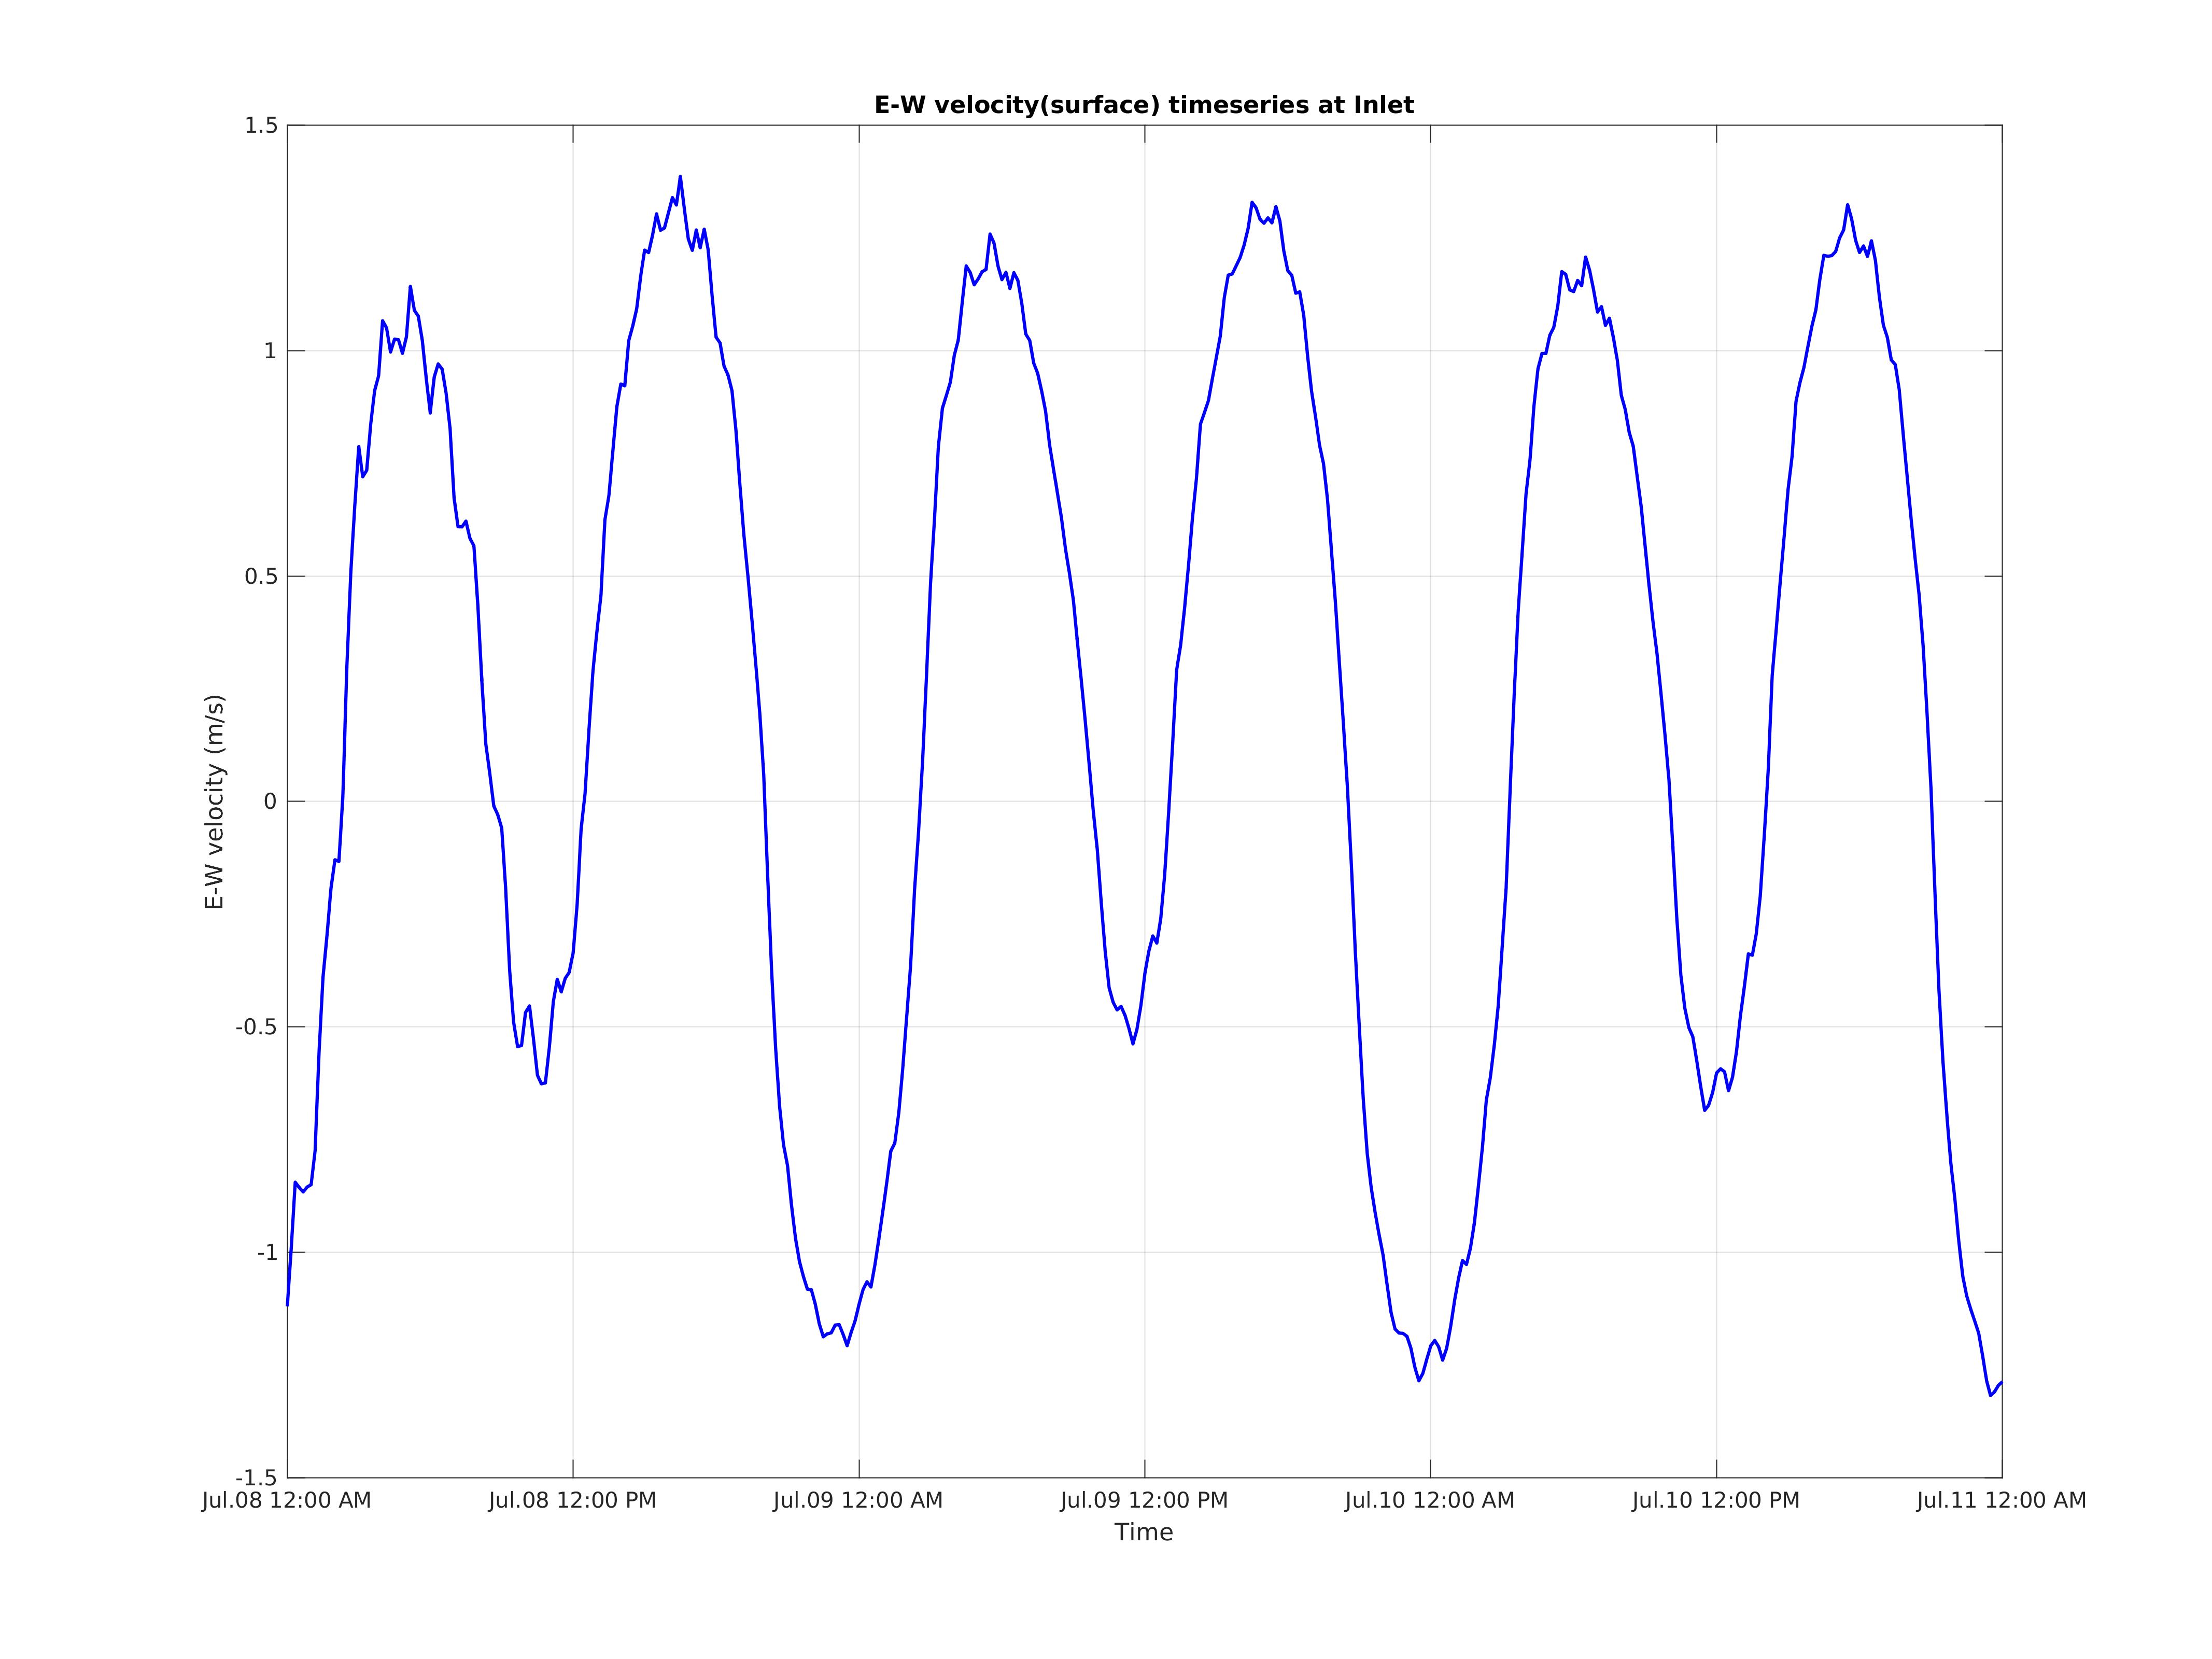 E-W velocity(surface) timeseries at Inlet
1.5
1
0.5
0
-0.5
-1
-1.5
E-W velocity (m/s)
Jul.08 12:00 AM Jul.08 12:00 PM Jul.09 12:00 AM Jul.09 12:00 PM Jul.10 12:00 AM Jul.10 12:00 PM Jul.11 12:00 AM
Time